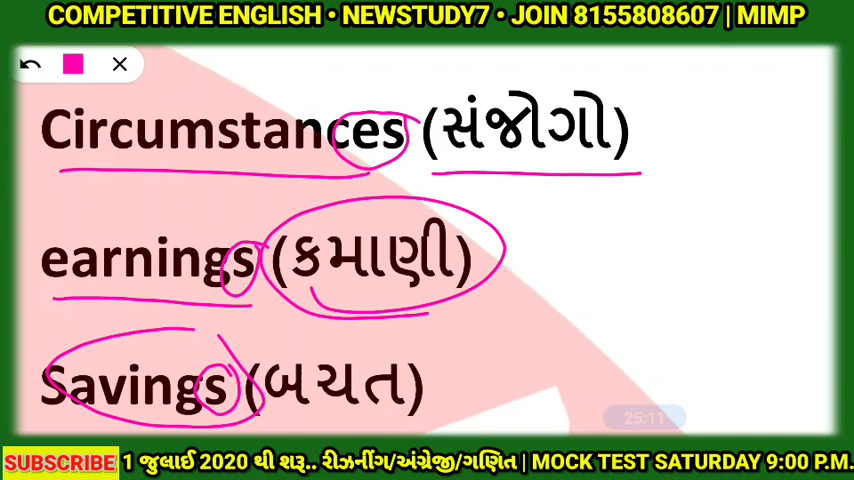 COMPETITIVE ENGLISH • NEWSTUDY7 • JOIN 8155808607 | MIMP
Circumstances (સંજોગો)
earnings (કમાણી)
Savings (બચત)
25:11
SUBSCRIBE 1 જુલાઈ 2020 થી શરૂ.. રીઝનીંગ/અંગ્રેજી/ગણિત | MOCK TEST SATURDAY 9:00 P.M.